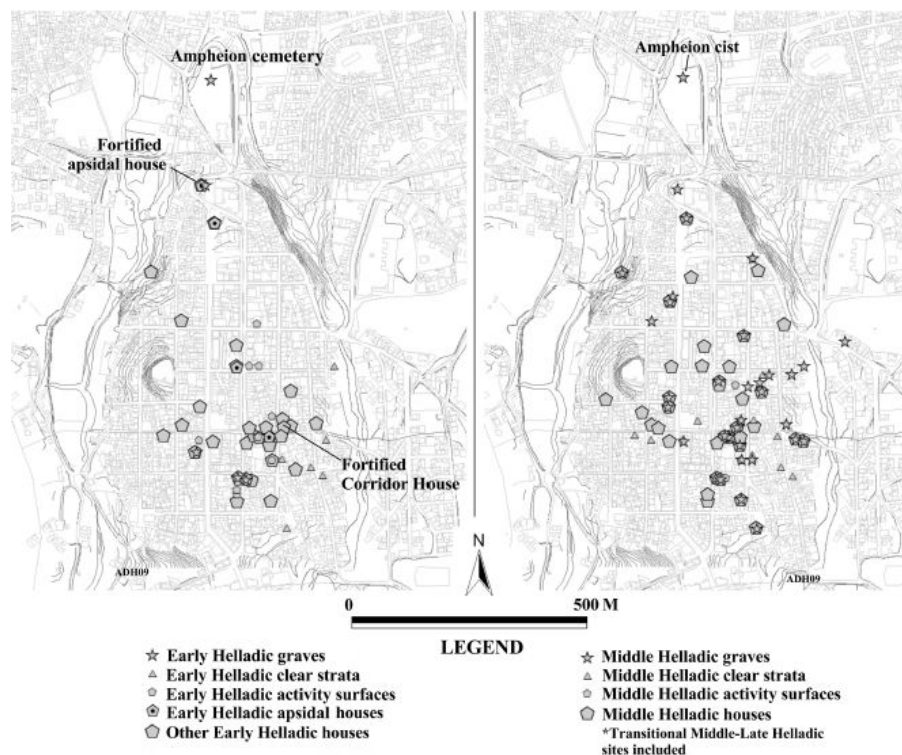 Ampheion cemetery
Fortified
apsidal house
Fortified
Corridor House
ADH09
Ampheion cist
ADH09
N
0 500 M
LEGEND
Early Helladic graves
Early Helladic clear strata
Early Helladic activity surfaces
Early Helladic apsidal houses
Other Early Helladic houses
Middle Helladic graves
Middle Helladic clear strata
Middle Helladic activity surfaces
Middle Helladic houses
*Transitional Middle-Late Helladic
sites included